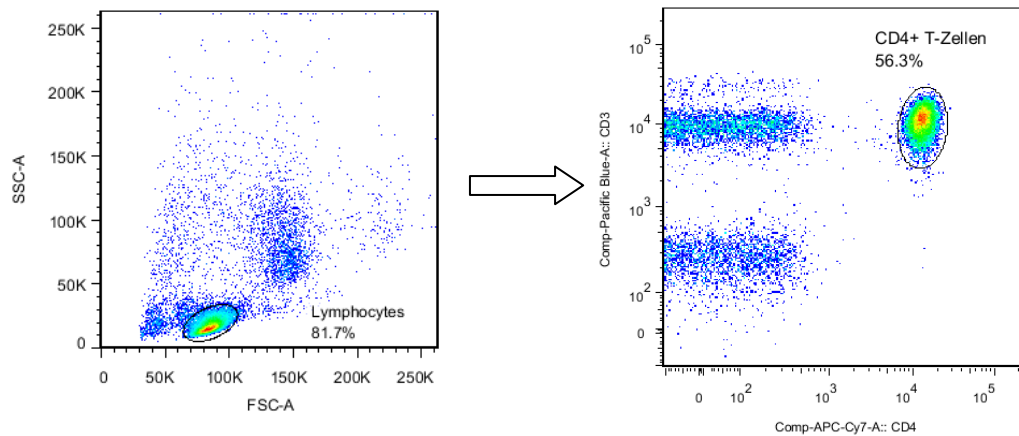 250K
200K
150K
100K
50K
0
SSC-A
Lymphocytes
81.7%
0 50K 100K 150K 200K 250K
FSC-A
CD4+ T-Zellen
56.3%
10^5
10^4
10^3
10^2
0
Comp-Pacific Blue-A:: CD3
0 10^2 10^3 10^4 10^5
Comp-APC-Cy7-A:: CD4